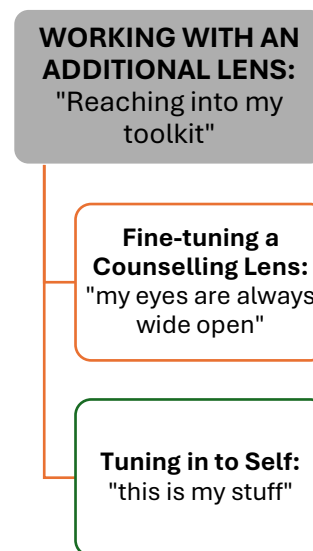 WORKING WITH AN
ADDITIONAL LENS:
"Reaching into my
toolkit"
Fine-tuning a
Counselling Lens:
"my eyes are always
wide open"
Tuning in to Self:
"this is my stuff"